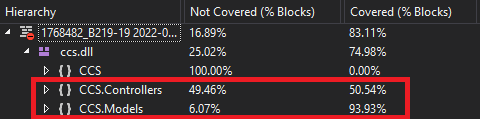 Hierarchy Not Covered (% Blocks) Covered (% Blocks)
1768482_B219-19 2022-0... 16.89% 83.11%
ccs.dll 25.02% 74.98%
{ } CCS 100.00% 0.00%
{ } CCS.Controllers 49.46% 50.54%
{ } CCS.Models 6.07% 93.93%